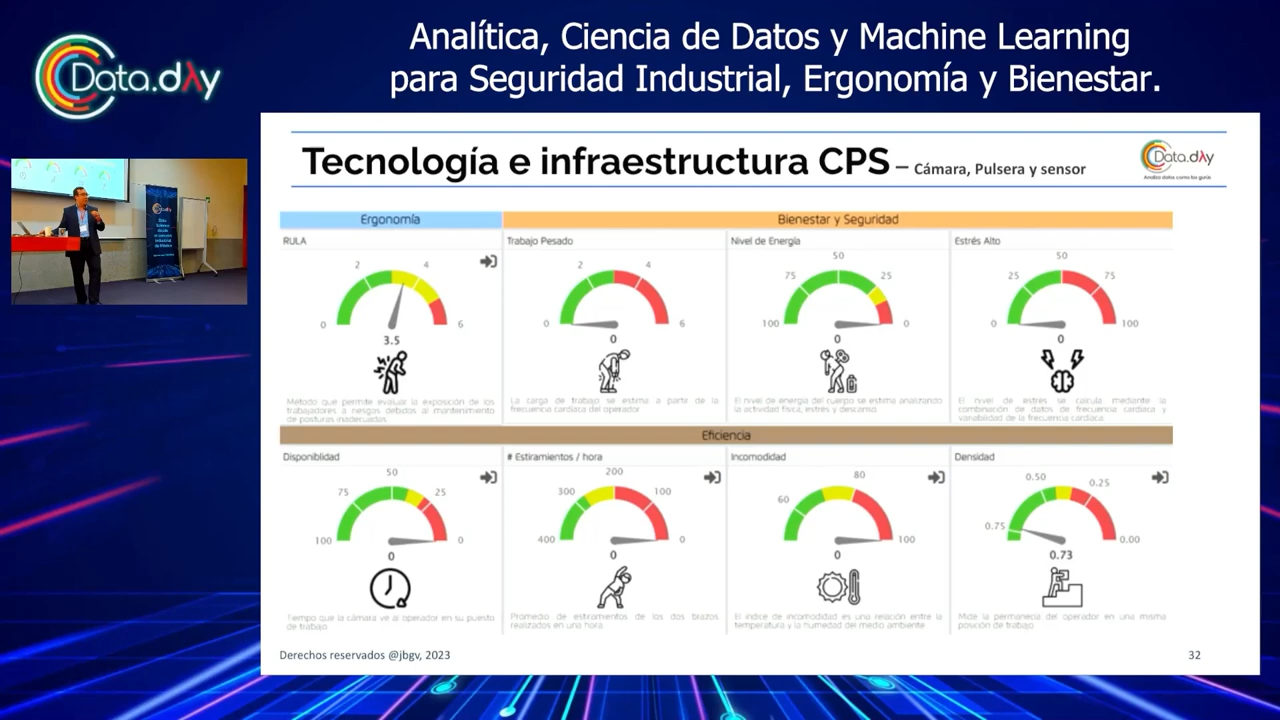 Data.day
Analítica, Ciencia de Datos y Machine Learning
para Seguridad Industrial, Ergonomía y Bienestar.
Tecnología e infraestructura CPS – Cámara, Pulsera y sensor
Data.day
Analiza datos como los gurús
Ergonomía
Bienestar y Seguridad
RULA
0
2
4
6
3.5
Método que permite evaluar la exposición de los
trabajadores a riesgos debidos al mantenimiento
de posturas inadecuadas
Trabajo Pesado
0
2
4
6
0
La carga de trabajo se estima a partir de la
frecuencia cardiaca del operador
Nivel de Energía
100
75
50
25
0
0
El nivel de energía del cuerpo se estima analizando
la actividad física, estrés y descanso
Estrés Alto
0
25
50
75
100
0
El nivel de estrés se calcula mediante la
combinación de datos de frecuencia cardiaca y
variabilidad de la frecuencia cardiaca
Eficiencia
Disponiblidad
100
75
50
25
0
0
Tiempo que la cámara ve al operador en su puesto
de trabajo
# Estiramientos / hora
400
300
200
100
0
0
Promedio de estiramientos de los dos brazos
realizados en una hora
Incomodidad
60
80
100
0
El índice de incomodidad es una relación entre la
temperatura y la humedad del medio ambiente
Densidad
0.75
0.50
0.25
0.00
0.73
Mide la permanecia del operador en una misma
posición de trabajo
Derechos reservados @jbgv, 2023
32